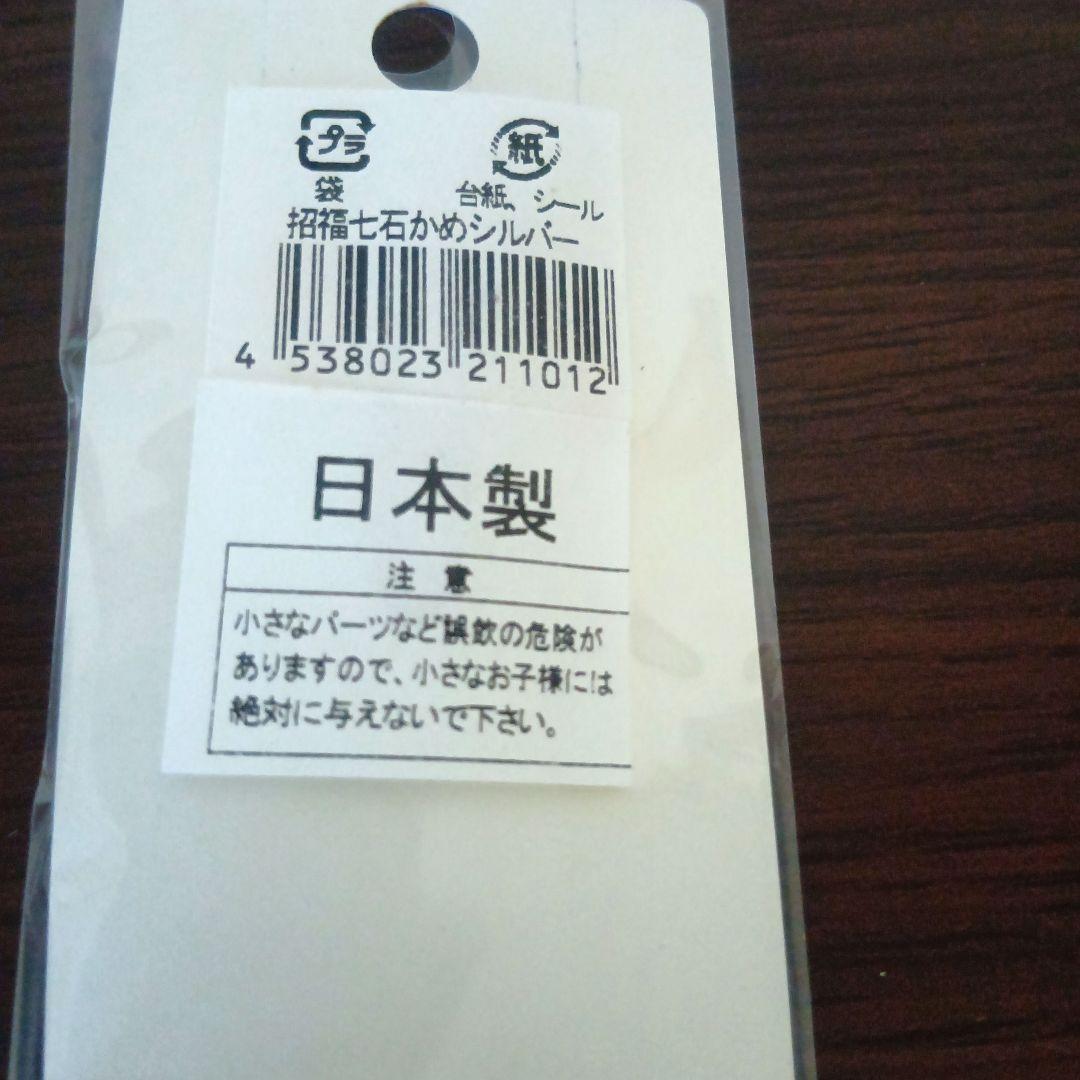 プラ
紙
袋
台紙、シール
招福七石かめシルバー
4 538023 211012
日本製
注 意
小さなパーツなど誤飲の危険が
ありますので、小さなお子様には
絶対に与えないで下さい。